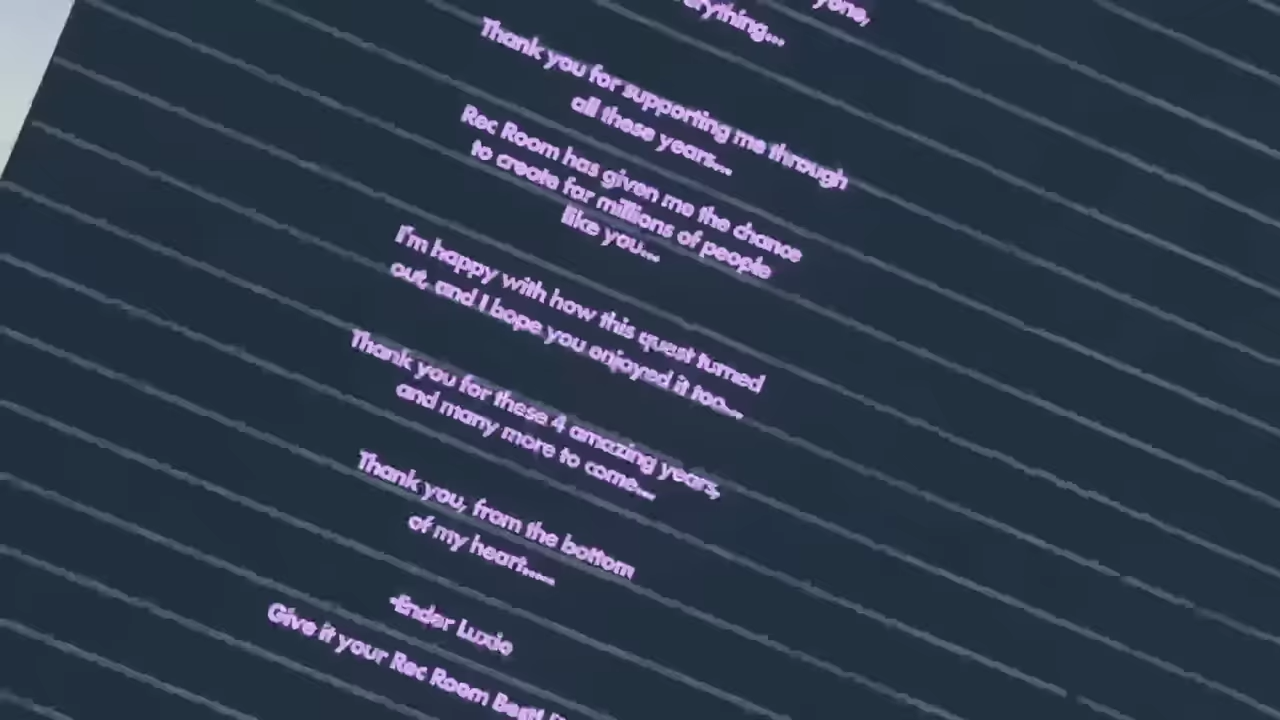 Thank you for supporting me through
all these years...
Rec Room has given me the chance
to create for millions of people
like you...
I'm happy with how this quest turned
out, and I hope you enjoyed it too...
Thank you for these 4 amazing years,
and many more to come...
Thank you, from the bottom
of my heart.....
-Ender Luxio
Give it your Rec Room Best!